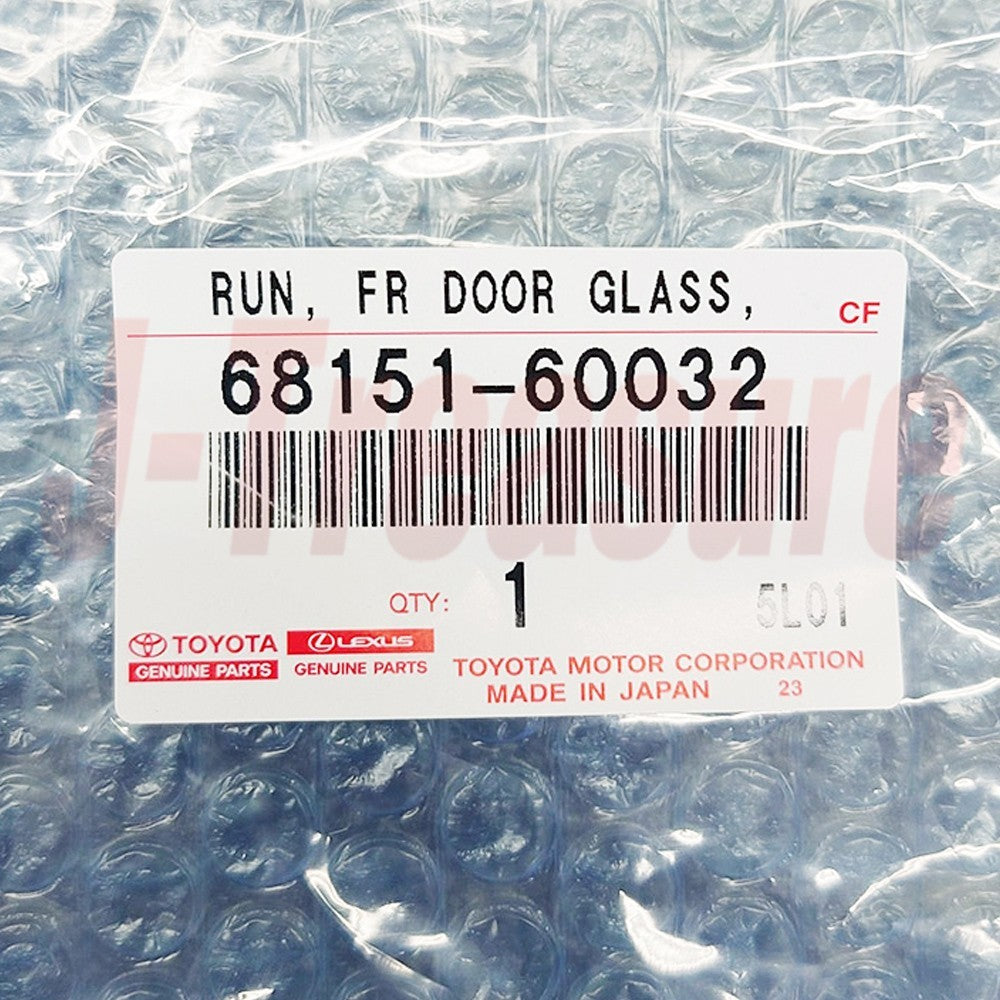 RUN, FR DOOR GLASS,
CF
68151-60032
J-Treasure
QTY: 1
5L01
TOYOTA
GENUINE PARTS
LEXUS
GENUINE PARTS
TOYOTA MOTOR CORPORATION
MADE IN JAPAN 23